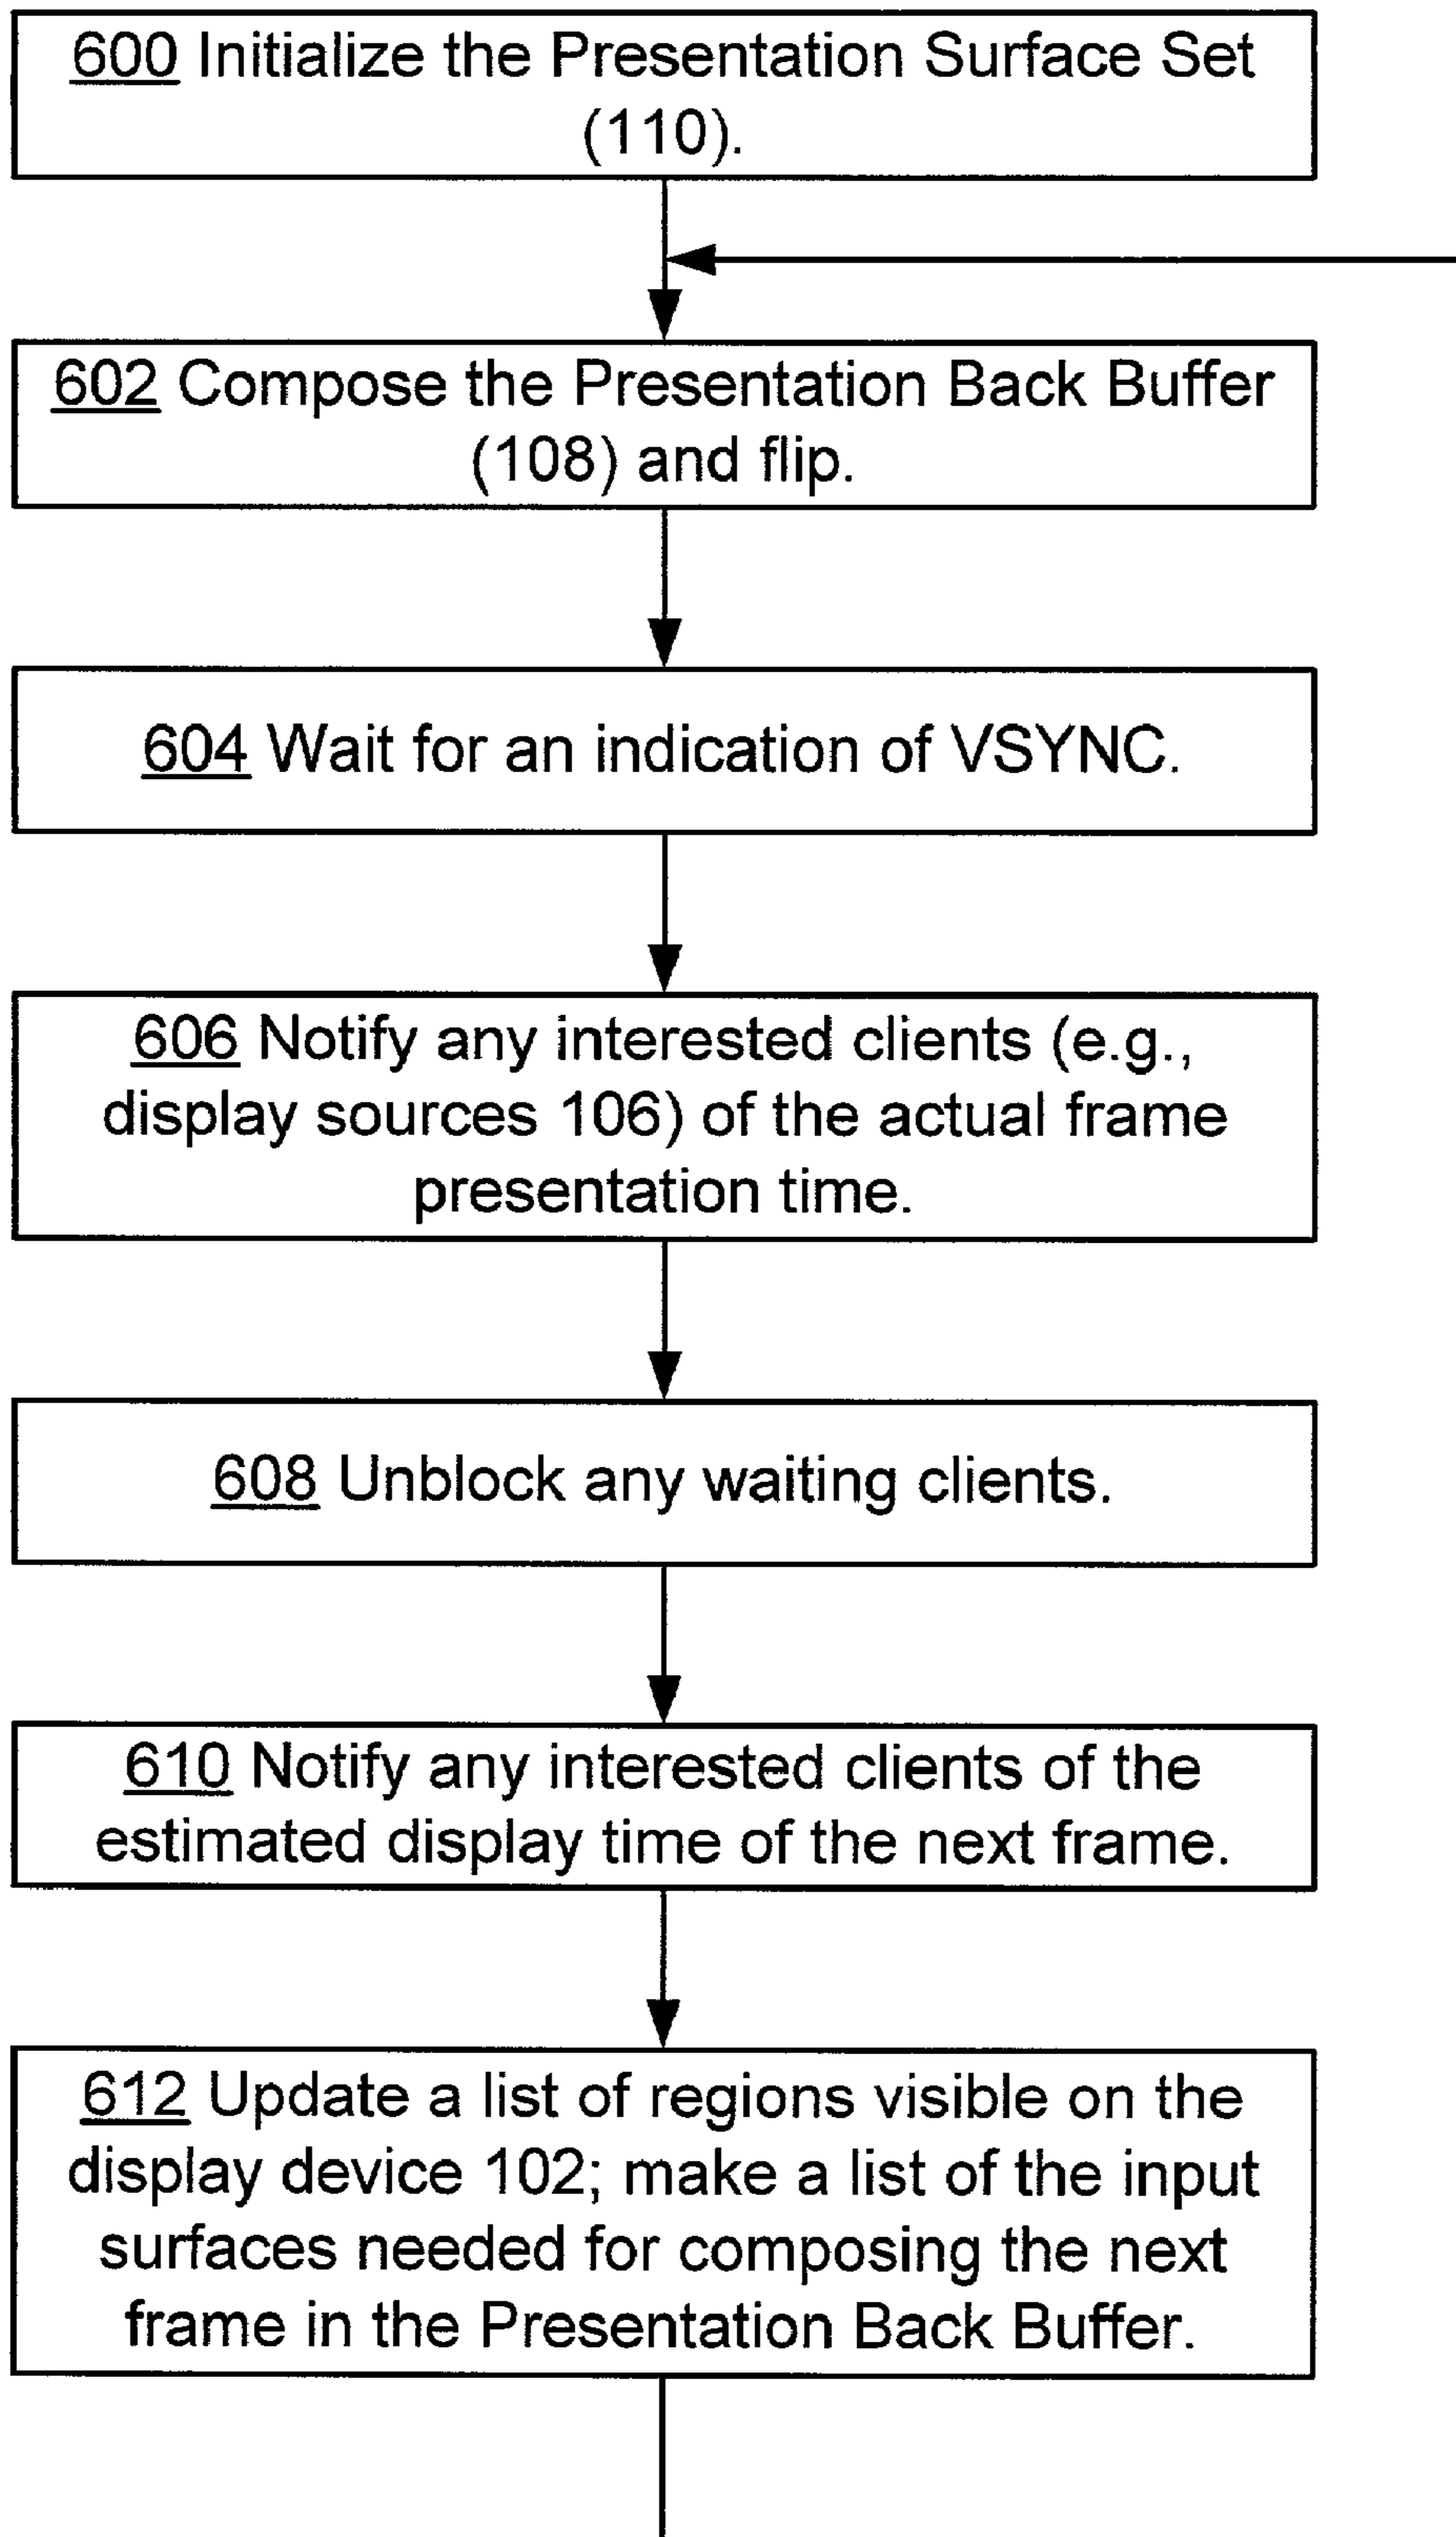 600 Initialize the Presentation Surface Set
(110).
602 Compose the Presentation Back Buffer
(108) and flip.
604 Wait for an indication of VSYNC.
606 Notify any interested clients (e.g.,
display sources 106) of the actual frame
presentation time.
608 Unblock any waiting clients.
610 Notify any interested clients of the
estimated display time of the next frame.
612 Update a list of regions visible on the
display device 102; make a list of the input
surfaces needed for composing the next
frame in the Presentation Back Buffer.